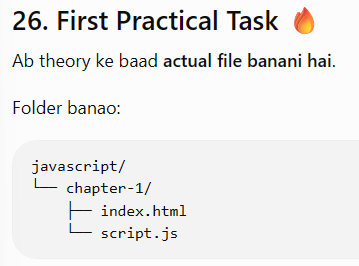 26. First Practical Task 🔥
Ab theory ke baad actual file banani hai.
Folder banao:
javascript/
└── chapter-1/
    ├── index.html
    └── script.js